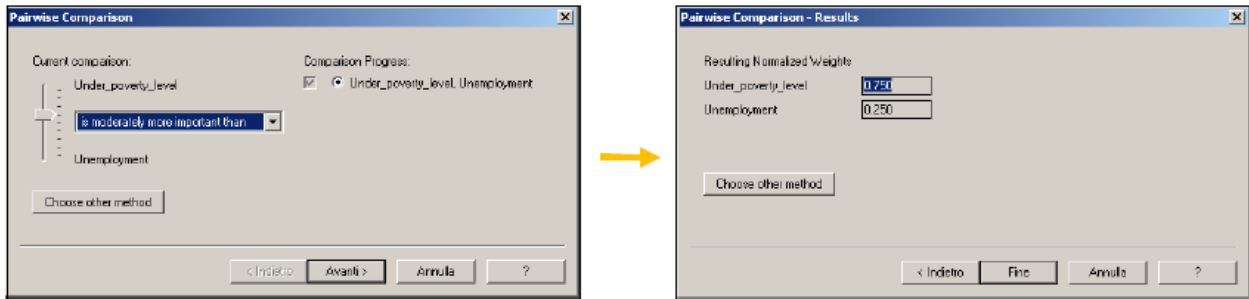 Pairwise Comparison
Current comparison:
Comparison Progress:
Under_poverty_level
Under_poverty_level, Unemployment
is moderately more important than
Unemployment
Choose other method
< Indietro
Avanti >
Annulla
?
Pairwise Comparison - Results
Resulting Normalized Weights
Under_poverty_level 0.750
Unemployment 0.250
Choose other method
< Indietro
Fine
Annulla
?